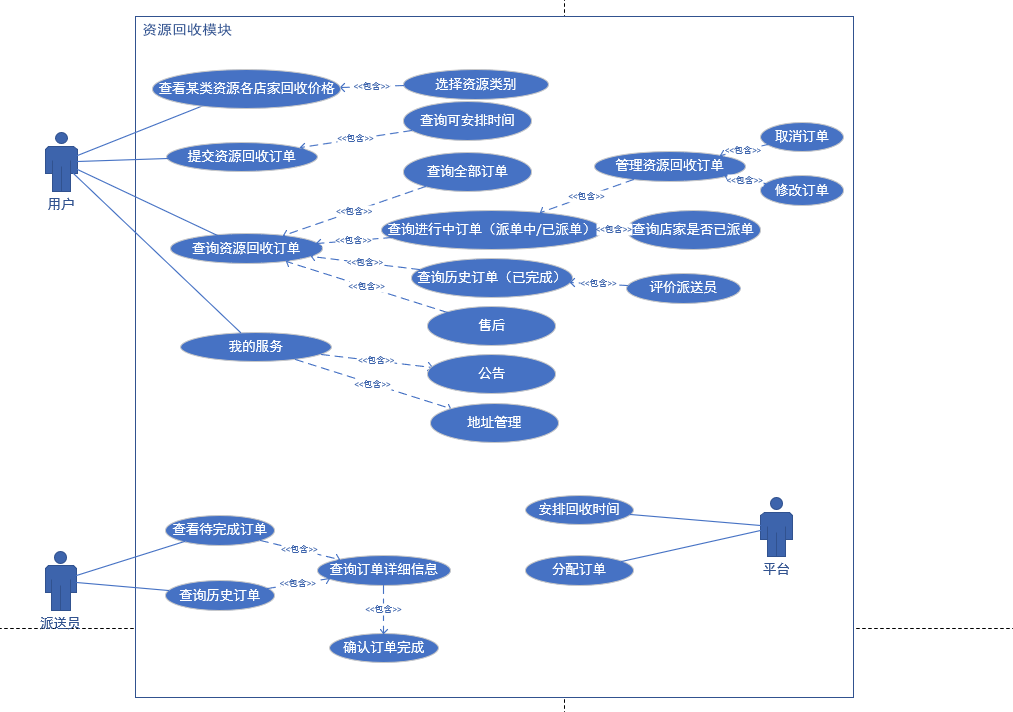 资源回收模块
查看某类资源各店家回收价格
<<包含>>
选择资源类别
查询可安排时间
<<包含>>
提交资源回收订单
用户
取消订单
<<包含>>
管理资源回收订单
<<包含>>
修改订单
查询全部订单
<<包含>>
<<包含>>
查询进行中订单（派单中/已派单）
<<包含>>
查询店家是否已派单
<<包含>>
查询资源回收订单
<<包含>>
查询历史订单（已完成）
<<包含>>
评价派送员
<<包含>>
售后
我的服务
<<包含>>
公告
<<包含>>
地址管理
安排回收时间
查看待完成订单
<<包含>>
查询订单详细信息
分配订单
平台
<<包含>>
查询历史订单
<<包含>>
派送员
确认订单完成